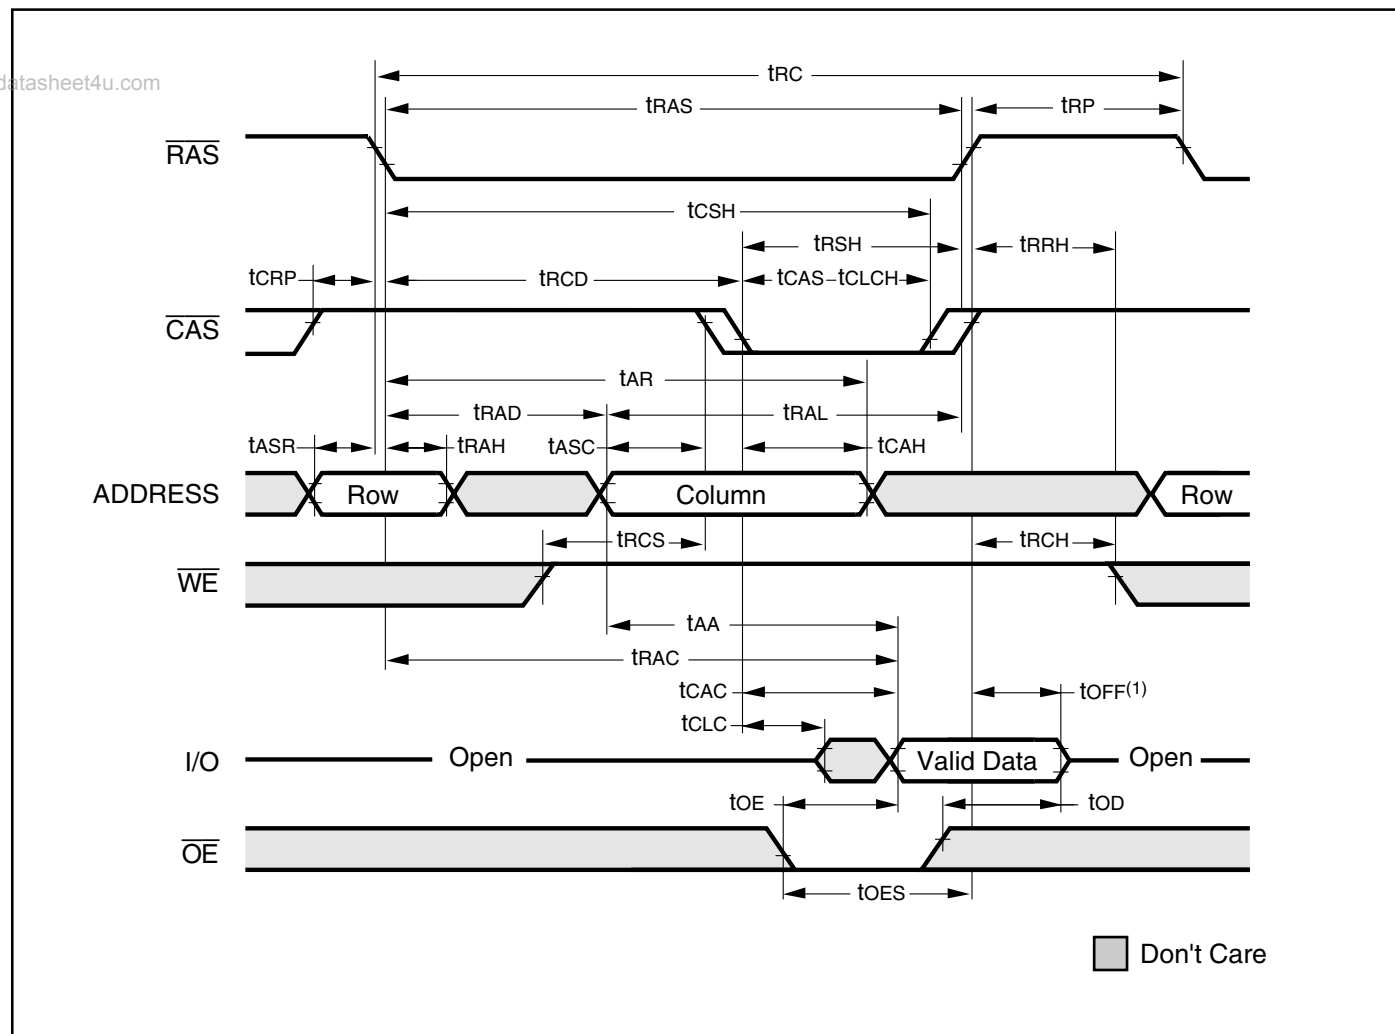 datasheet4u.com
tRC
tRAS
tRP
RAS
tCSH
tRSH
tRRH
tCRP
tRCD
tCAS
tCLCH
CAS
tAR
tRAD
tRAL
tASR
tRAH
tASC
tCAH
ADDRESS
Row
Column
Row
tRCS
tRCH
WE
tAA
tRAC
tCAC
tOFF(1)
tCLC
I/O
Open
Valid Data
Open
tOE
tOD
OE
tOES
Don't Care